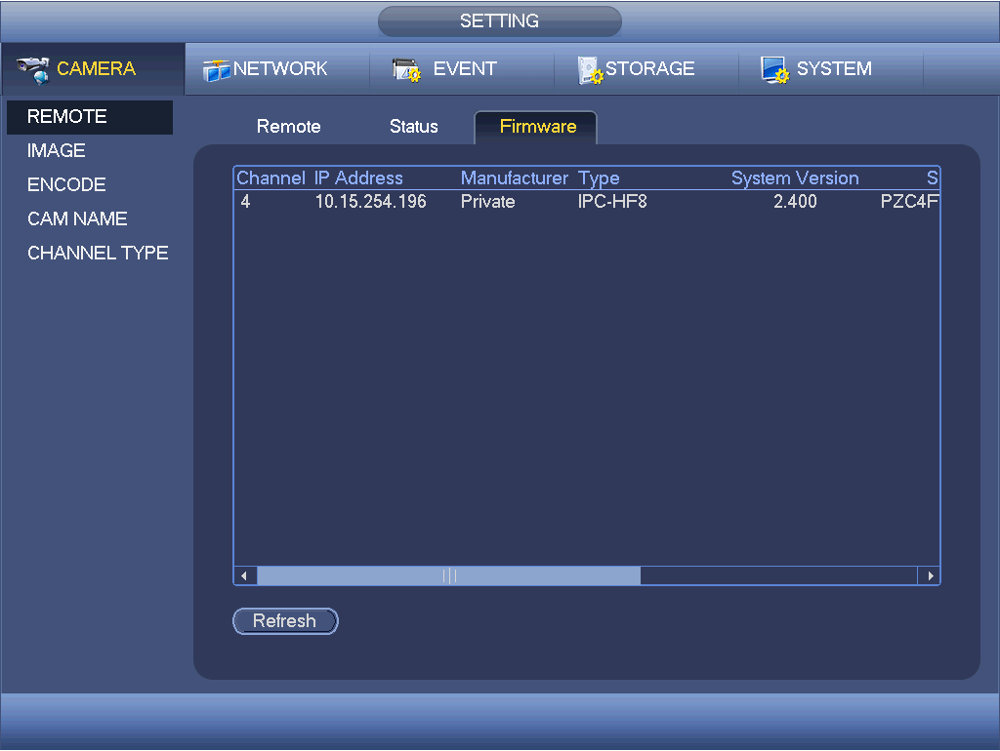 SETTING
CAMERA NETWORK EVENT STORAGE SYSTEM
REMOTE
IMAGE
ENCODE
CAM NAME
CHANNEL TYPE
Remote Status Firmware
Channel IP Address Manufacturer Type System Version S
4 10.15.254.196 Private IPC-HF8 2.400 PZC4F
Refresh